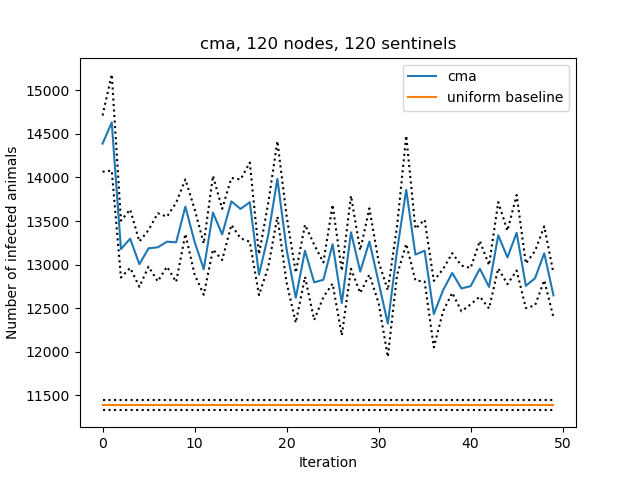 cma, 120 nodes, 120 sentinels
cma
uniform baseline
Number of infected animals
15000
14500
14000
13500
13000
12500
12000
11500
0 10 20 30 40 50
Iteration